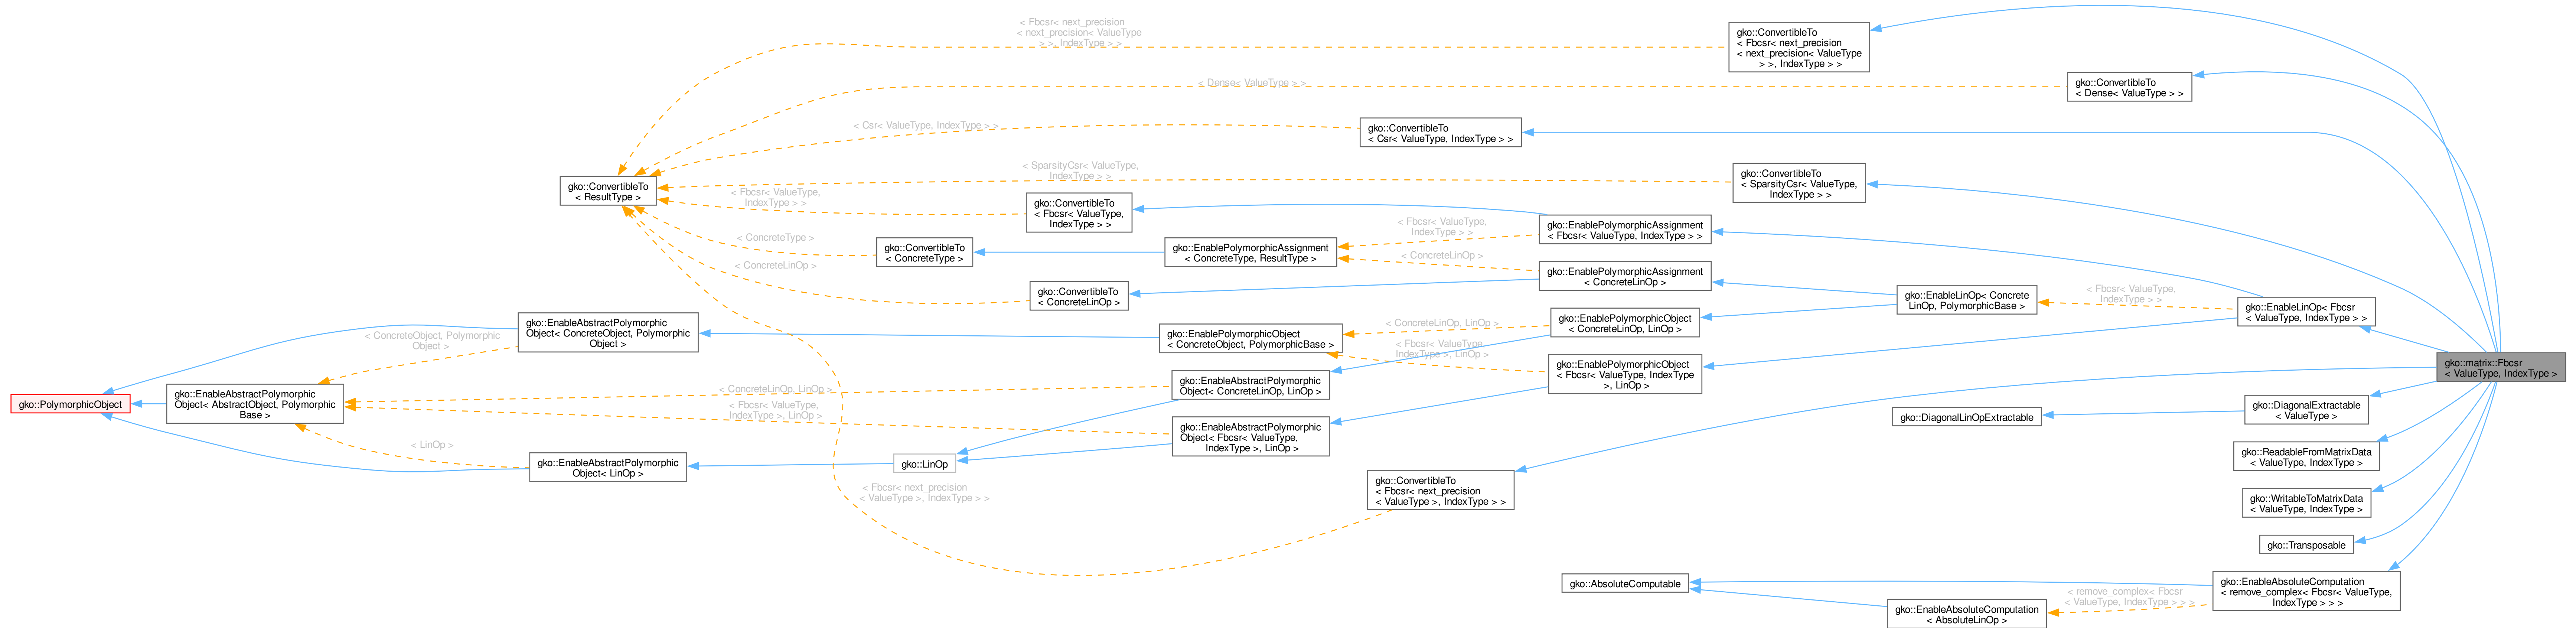 < Fbcsr< next_precision
< next_precision< ValueType
> >, IndexType > >
gko::ConvertibleTo
< Fbcsr< next_precision
< next_precision< ValueType
> >, IndexType > >
< Dense< ValueType > >
gko::ConvertibleTo
< Dense< ValueType > >
< Csr< ValueType, IndexType > >
gko::ConvertibleTo
< Csr< ValueType, IndexType > >
gko::ConvertibleTo
< ResultType >
< SparsityCsr< ValueType,
IndexType > >
gko::ConvertibleTo
< SparsityCsr< ValueType,
IndexType > >
< Fbcsr< ValueType,
IndexType > >
gko::ConvertibleTo
< Fbcsr< ValueType,
IndexType > >
< ConcreteType >
gko::ConvertibleTo
< ConcreteType >
gko::EnablePolymorphicAssignment
< ConcreteType, ResultType >
< Fbcsr< ValueType,
IndexType > >
gko::EnablePolymorphicAssignment
< Fbcsr< ValueType, IndexType > >
< ConcreteLinOp >
gko::EnablePolymorphicAssignment
< ConcreteLinOp >
< ConcreteLinOp >
gko::ConvertibleTo
< ConcreteLinOp >
gko::EnableLinOp< Concrete
LinOp, PolymorphicBase >
< Fbcsr< ValueType,
IndexType > >
gko::EnableLinOp< Fbcsr
< ValueType, IndexType > >
gko::EnableAbstractPolymorphic
Object< ConcreteObject, Polymorphic
Object >
< ConcreteObject, Polymorphic
Object >
gko::EnablePolymorphicObject
< ConcreteObject, PolymorphicBase >
< ConcreteLinOp, LinOp >
gko::EnablePolymorphicObject
< ConcreteLinOp, LinOp >
< Fbcsr< ValueType,
IndexType >, LinOp >
gko::EnablePolymorphicObject
< Fbcsr< ValueType, IndexType
>, LinOp >
gko::matrix::Fbcsr
< ValueType, IndexType >
gko::PolymorphicObject
gko::EnableAbstractPolymorphic
Object< AbstractObject, Polymorphic
Base >
< ConcreteLinOp, LinOp >
gko::EnableAbstractPolymorphic
Object< ConcreteLinOp, LinOp >
< Fbcsr< ValueType,
IndexType >, LinOp >
gko::EnableAbstractPolymorphic
Object< Fbcsr< ValueType,
IndexType >, LinOp >
gko::DiagonalLinOpExtractable
gko::DiagonalExtractable
< ValueType >
< LinOp >
gko::EnableAbstractPolymorphic
Object< LinOp >
gko::LinOp
gko::ReadableFromMatrixData
< ValueType, IndexType >
< Fbcsr< next_precision
< ValueType >, IndexType > >
gko::ConvertibleTo
< Fbcsr< next_precision
< ValueType >, IndexType > >
gko::WritableToMatrixData
< ValueType, IndexType >
gko::Transposable
gko::AbsoluteComputable
gko::EnableAbsoluteComputation
< AbsoluteLinOp >
< remove_complex< Fbcsr
< ValueType, IndexType > > >
gko::EnableAbsoluteComputation
< remove_complex< Fbcsr< ValueType,
IndexType > > >